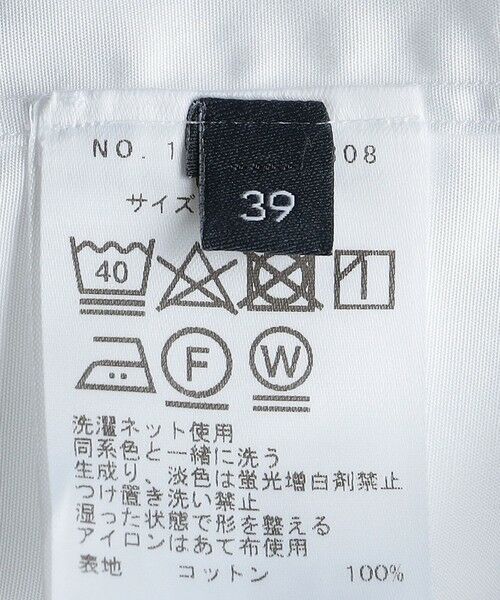 NO. 1 08
サイズ 39
40
F W
洗濯ネット使用
同系色と一緒に洗う
生成り、淡色は蛍光増白剤禁止
つけ置き洗い禁止
湿った状態で形を整える
アイロンはあて布使用
表地 コットン 100%